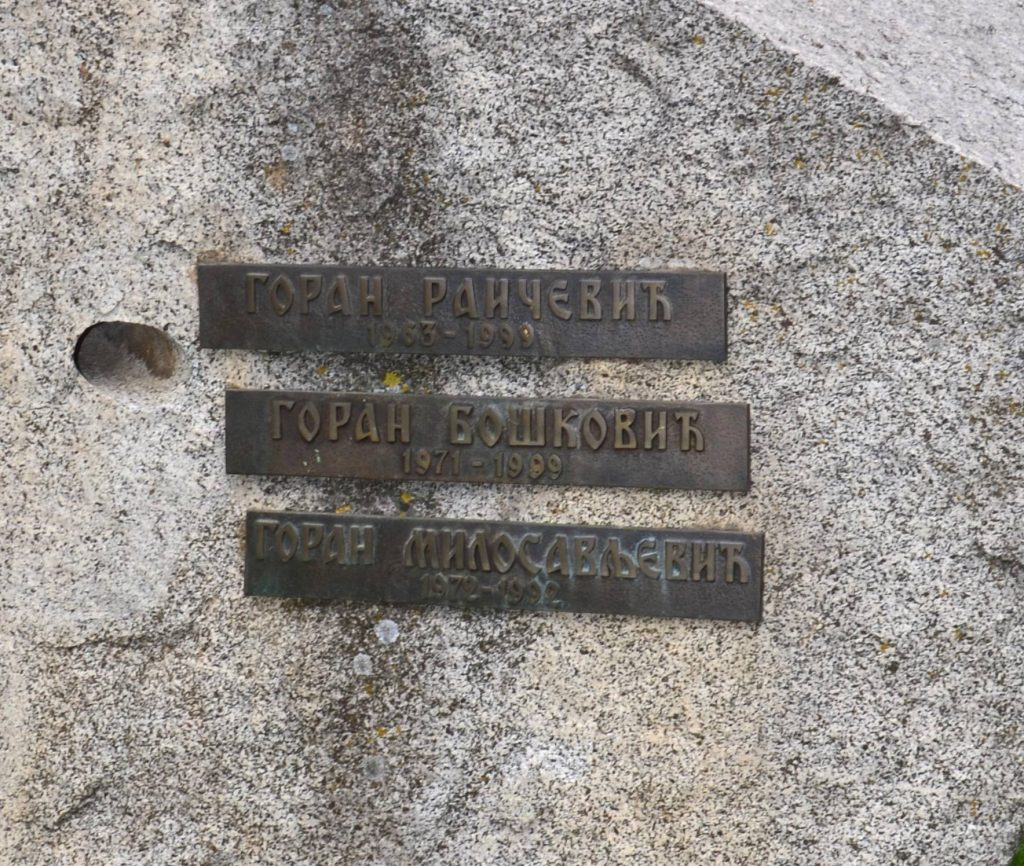 ГОРАН РАИЧЕВИЋ
1963-1999
ГОРАН БОШКОВИЋ
1971-1999
ГОРАН МИЛОСАВЉЕВИЋ
1972-1992